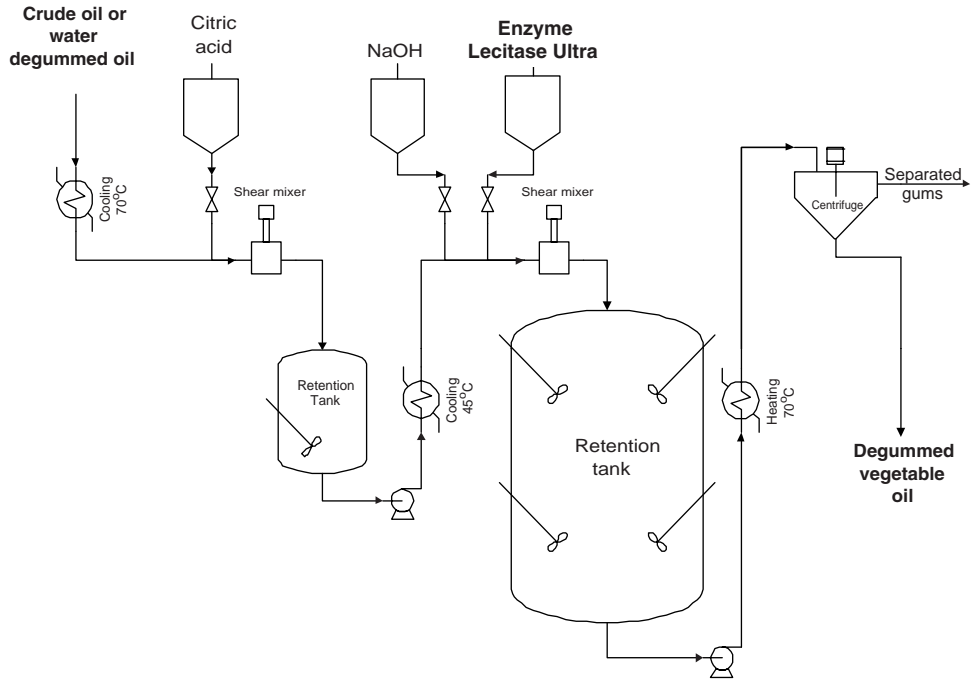 Crude oil or
water
degummed oil
Citric
acid
NaOH
Enzyme
Lecitase Ultra
Cooling
70°C
Shear mixer
Shear mixer
Centrifuge
Separated
gums
Retention
Tank
Cooling
45°C
Retention
tank
Heating
70°C
Degummed
vegetable
oil